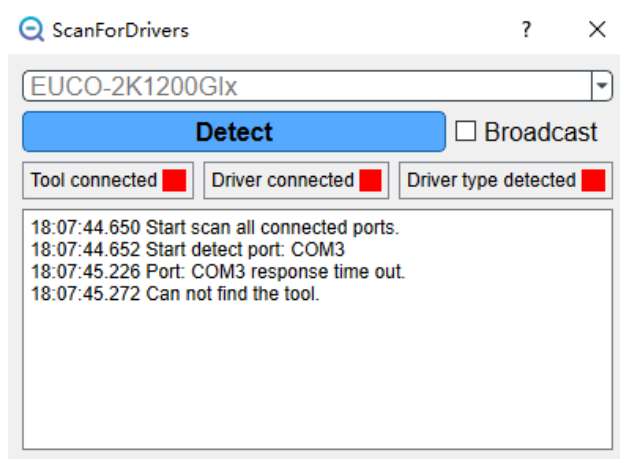 ScanForDrivers
?
EUCO-2K1200GIx
Detect
Broadcast
Tool connected
Driver connected
Driver type detected
18:07:44.650 Start scan all connected ports.
18:07:44.652 Start detect port: COM3
18:07:45.226 Port: COM3 response time out.
18:07:45.272 Can not find the tool.